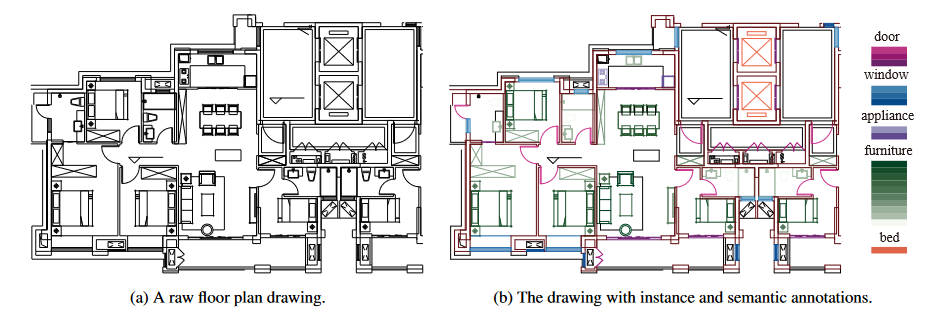 door
window
appliance
furniture
bed
(a) A raw floor plan drawing.
(b) The drawing with instance and semantic annotations.